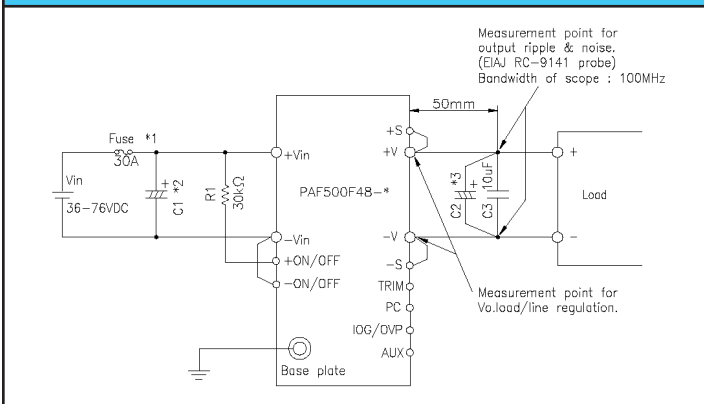 Measurement point for
output ripple & noise.
(EIAJ RC-9141 probe)
Bandwidth of scope : 100MHz
50mm
Fuse *1
30A
Vin
36-76VDC
C1 *2
R1
30kΩ
+Vin
-Vin
+ON/OFF
-ON/OFF
PAF500F48-*
Base plate
+S
+V
-V
-S
TRIM
PC
IOG/OVP
AUX
C2 *3
C3 10uF
+
-
Load
Measurement point for
Vo.load/line regulation.